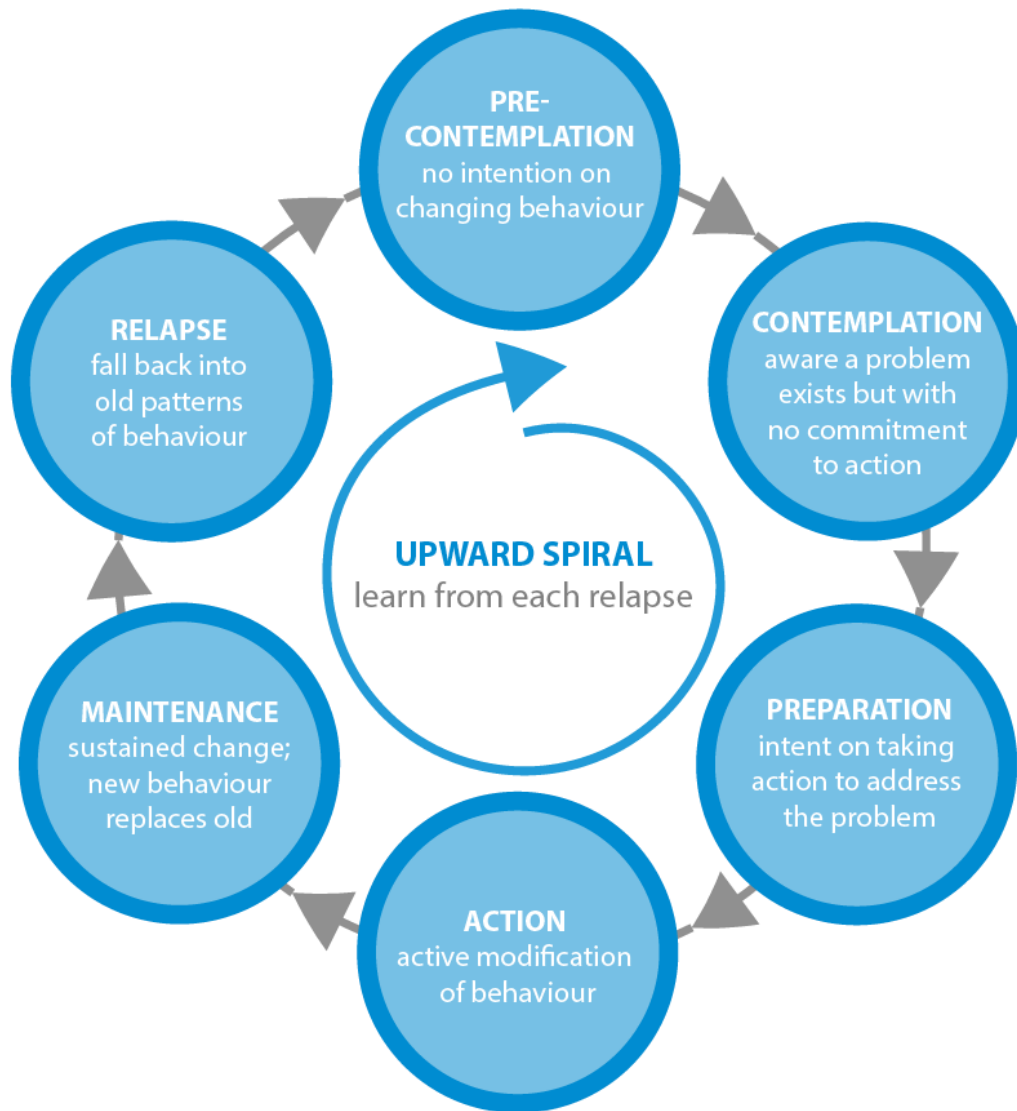 PRE-
CONTEMPLATION
no intention on
changing behaviour
CONTEMPLATION
aware a problem
exists but with
no commitment
to action
PREPARATION
intent on taking
action to address
the problem
ACTION
active modification
of behaviour
MAINTENANCE
sustained change;
new behaviour
replaces old
RELAPSE
fall back into
old patterns
of behaviour
UPWARD SPIRAL
learn from each relapse